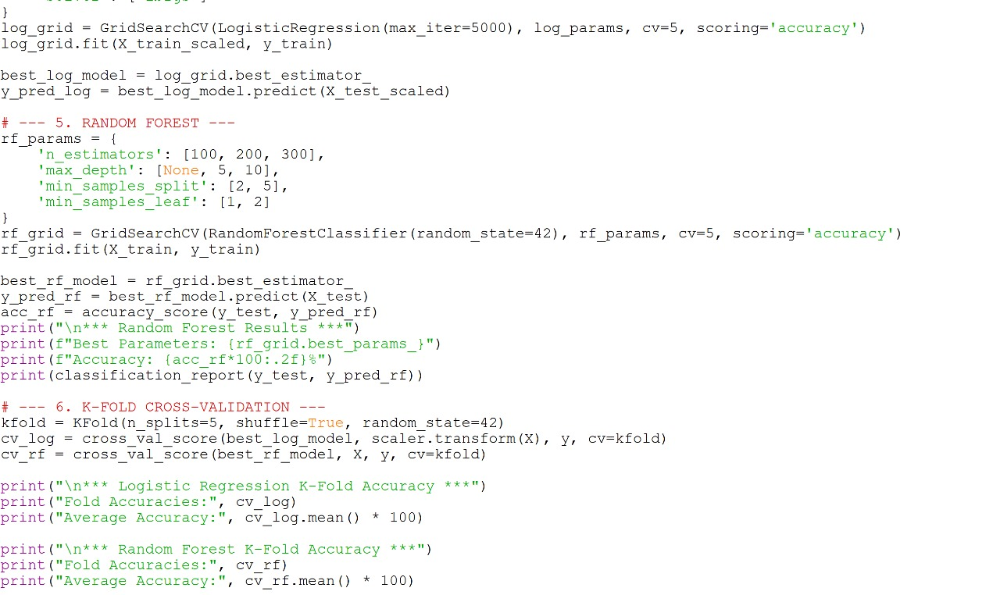 }
log_grid = GridSearchCV(LogisticRegression(max_iter=5000), log_params, cv=5, scoring='accuracy')
log_grid.fit(X_train_scaled, y_train)

best_log_model = log_grid.best_estimator_
y_pred_log = best_log_model.predict(X_test_scaled)

# --- 5. RANDOM FOREST ---
rf_params = {
    'n_estimators': [100, 200, 300],
    'max_depth': [None, 5, 10],
    'min_samples_split': [2, 5],
    'min_samples_leaf': [1, 2]
}
rf_grid = GridSearchCV(RandomForestClassifier(random_state=42), rf_params, cv=5, scoring='accuracy')
rf_grid.fit(X_train, y_train)

best_rf_model = rf_grid.best_estimator_
y_pred_rf = best_rf_model.predict(X_test)
acc_rf = accuracy_score(y_test, y_pred_rf)
print("\n*** Random Forest Results ***")
print(f"Best Parameters: {rf_grid.best_params_}")
print(f"Accuracy: {acc_rf*100:.2f}%")
print(classification_report(y_test, y_pred_rf))

# --- 6. K-FOLD CROSS-VALIDATION ---
kfold = KFold(n_splits=5, shuffle=True, random_state=42)
cv_log = cross_val_score(best_log_model, scaler.transform(X), y, cv=kfold)
cv_rf = cross_val_score(best_rf_model, X, y, cv=kfold)

print("\n*** Logistic Regression K-Fold Accuracy ***")
print("Fold Accuracies:", cv_log)
print("Average Accuracy:", cv_log.mean() * 100)

print("\n*** Random Forest K-Fold Accuracy ***")
print("Fold Accuracies:", cv_rf)
print("Average Accuracy:", cv_rf.mean() * 100)